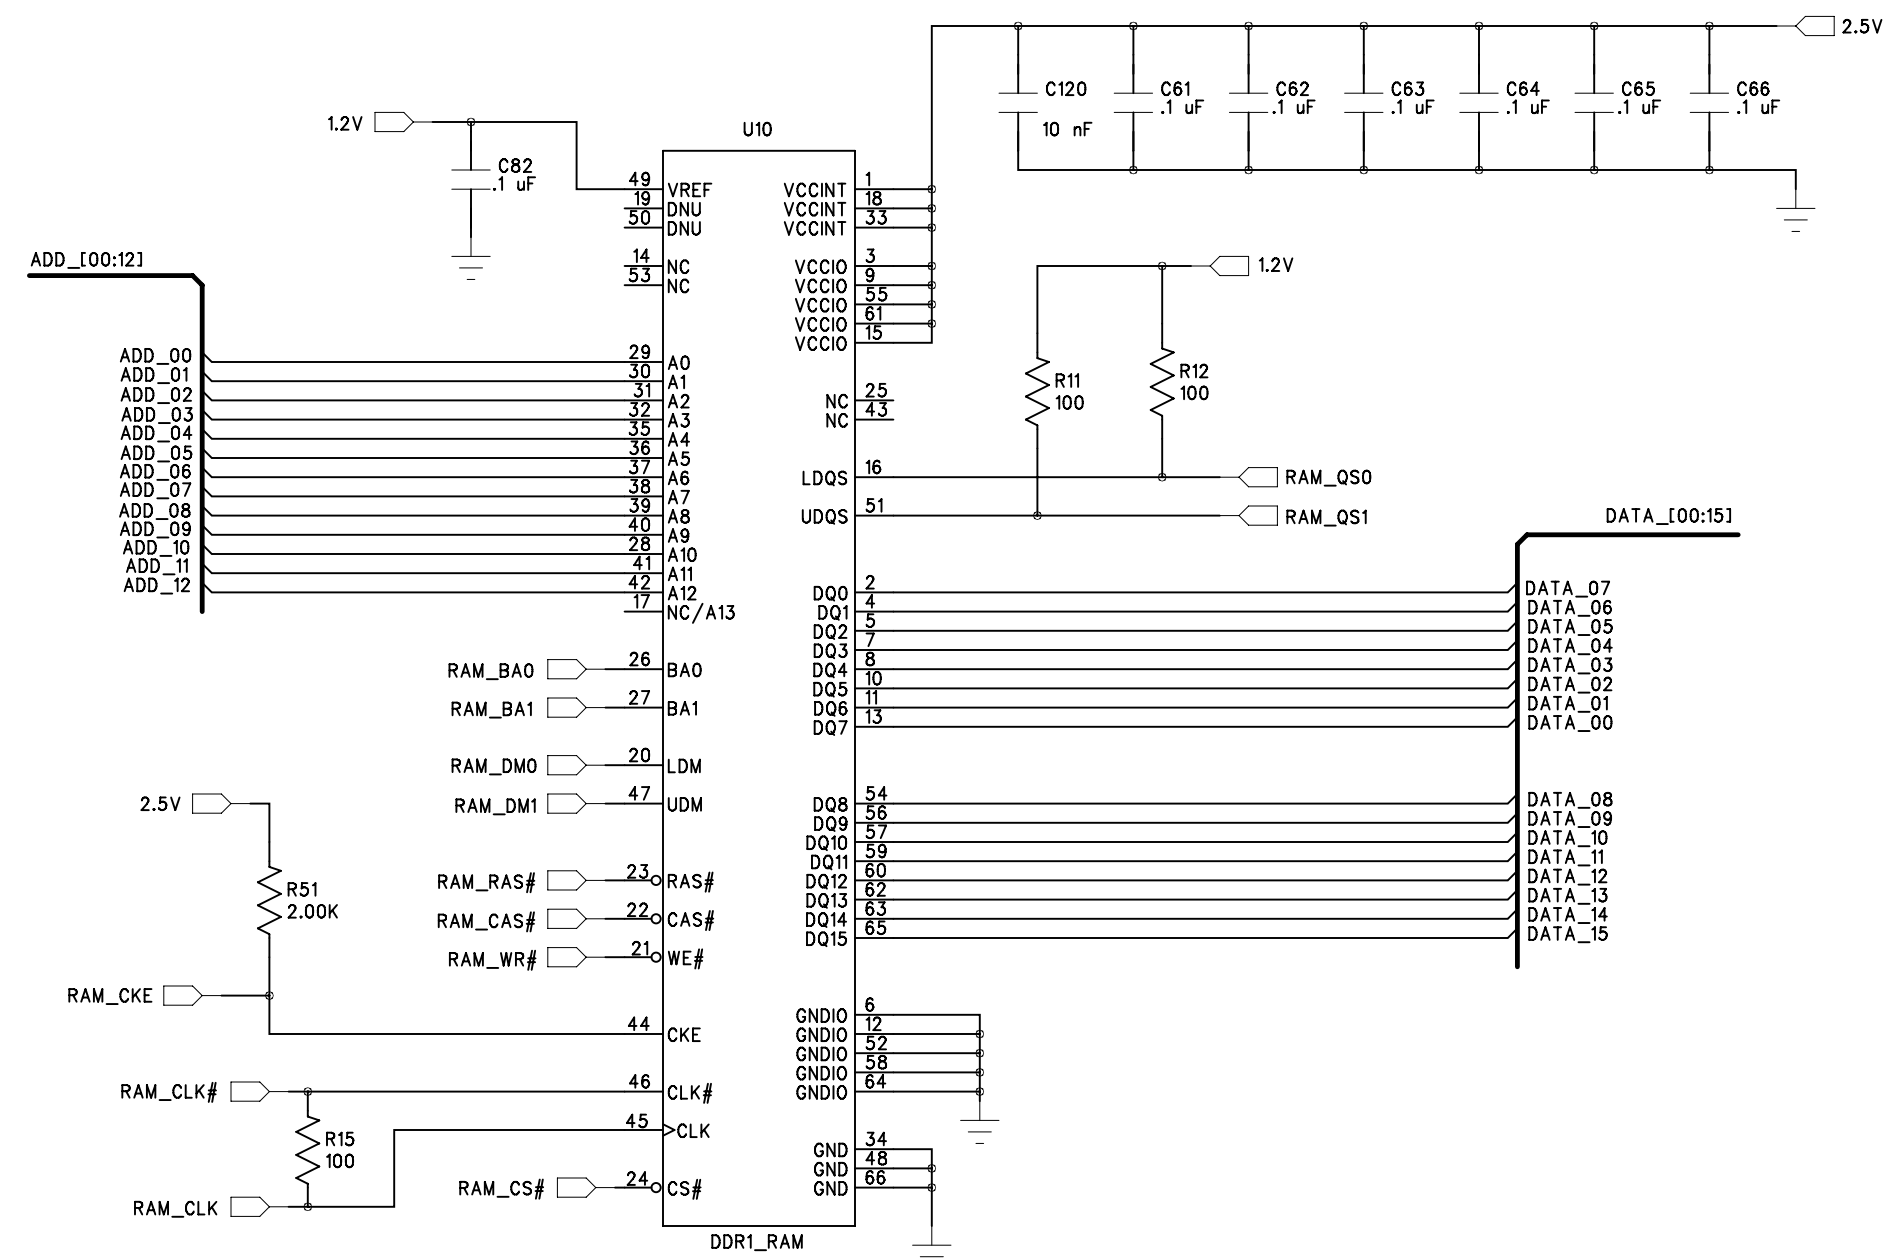 2.5V
C120
10 nF
C61
.1 uF
C62
.1 uF
C63
.1 uF
C64
.1 uF
C65
.1 uF
C66
.1 uF
1.2V
C82
.1 uF
U10
49 VREF
19 DNU
50 DNU
14 NC
53 NC
ADD_[00:12]
ADD_00 29 A0
ADD_01 30 A1
ADD_02 31 A2
ADD_03 32 A3
ADD_04 35 A4
ADD_05 36 A5
ADD_06 37 A6
ADD_07 38 A7
ADD_08 39 A8
ADD_09 40 A9
ADD_10 28 A10
ADD_11 41 A11
ADD_12 42 A12
17 NC/A13
RAM_BA0 26 BA0
RAM_BA1 27 BA1
RAM_DM0 20 LDM
RAM_DM1 47 UDM
2.5V
R51
2.00K
RAM_RAS# 23 RAS#
RAM_CAS# 22 CAS#
RAM_WR# 21 WE#
RAM_CKE
44 CKE
RAM_CLK# 46 CLK#
45 CLK
R15
100
RAM_CLK
RAM_CS# 24 CS#
VCCINT 1
VCCINT 18
VCCINT 33
VCCIO 3
VCCIO 9
VCCIO 55
VCCIO 61
VCCIO 15
NC 25
NC 43
1.2V
R11
100
R12
100
LDQS 16 RAM_QS0
UDQS 51 RAM_QS1
DATA_[00:15]
DQ0 2 DATA_07
DQ1 4 DATA_06
DQ2 5 DATA_05
DQ3 7 DATA_04
DQ4 8 DATA_03
DQ5 10 DATA_02
DQ6 11 DATA_01
DQ7 13 DATA_00
DQ8 54 DATA_08
DQ9 56 DATA_09
DQ10 57 DATA_10
DQ11 59 DATA_11
DQ12 60 DATA_12
DQ13 62 DATA_13
DQ14 63 DATA_14
DQ15 65 DATA_15
GNDIO 6
GNDIO 12
GNDIO 52
GNDIO 58
GNDIO 64
GND 34
GND 48
GND 66
DDR1_RAM